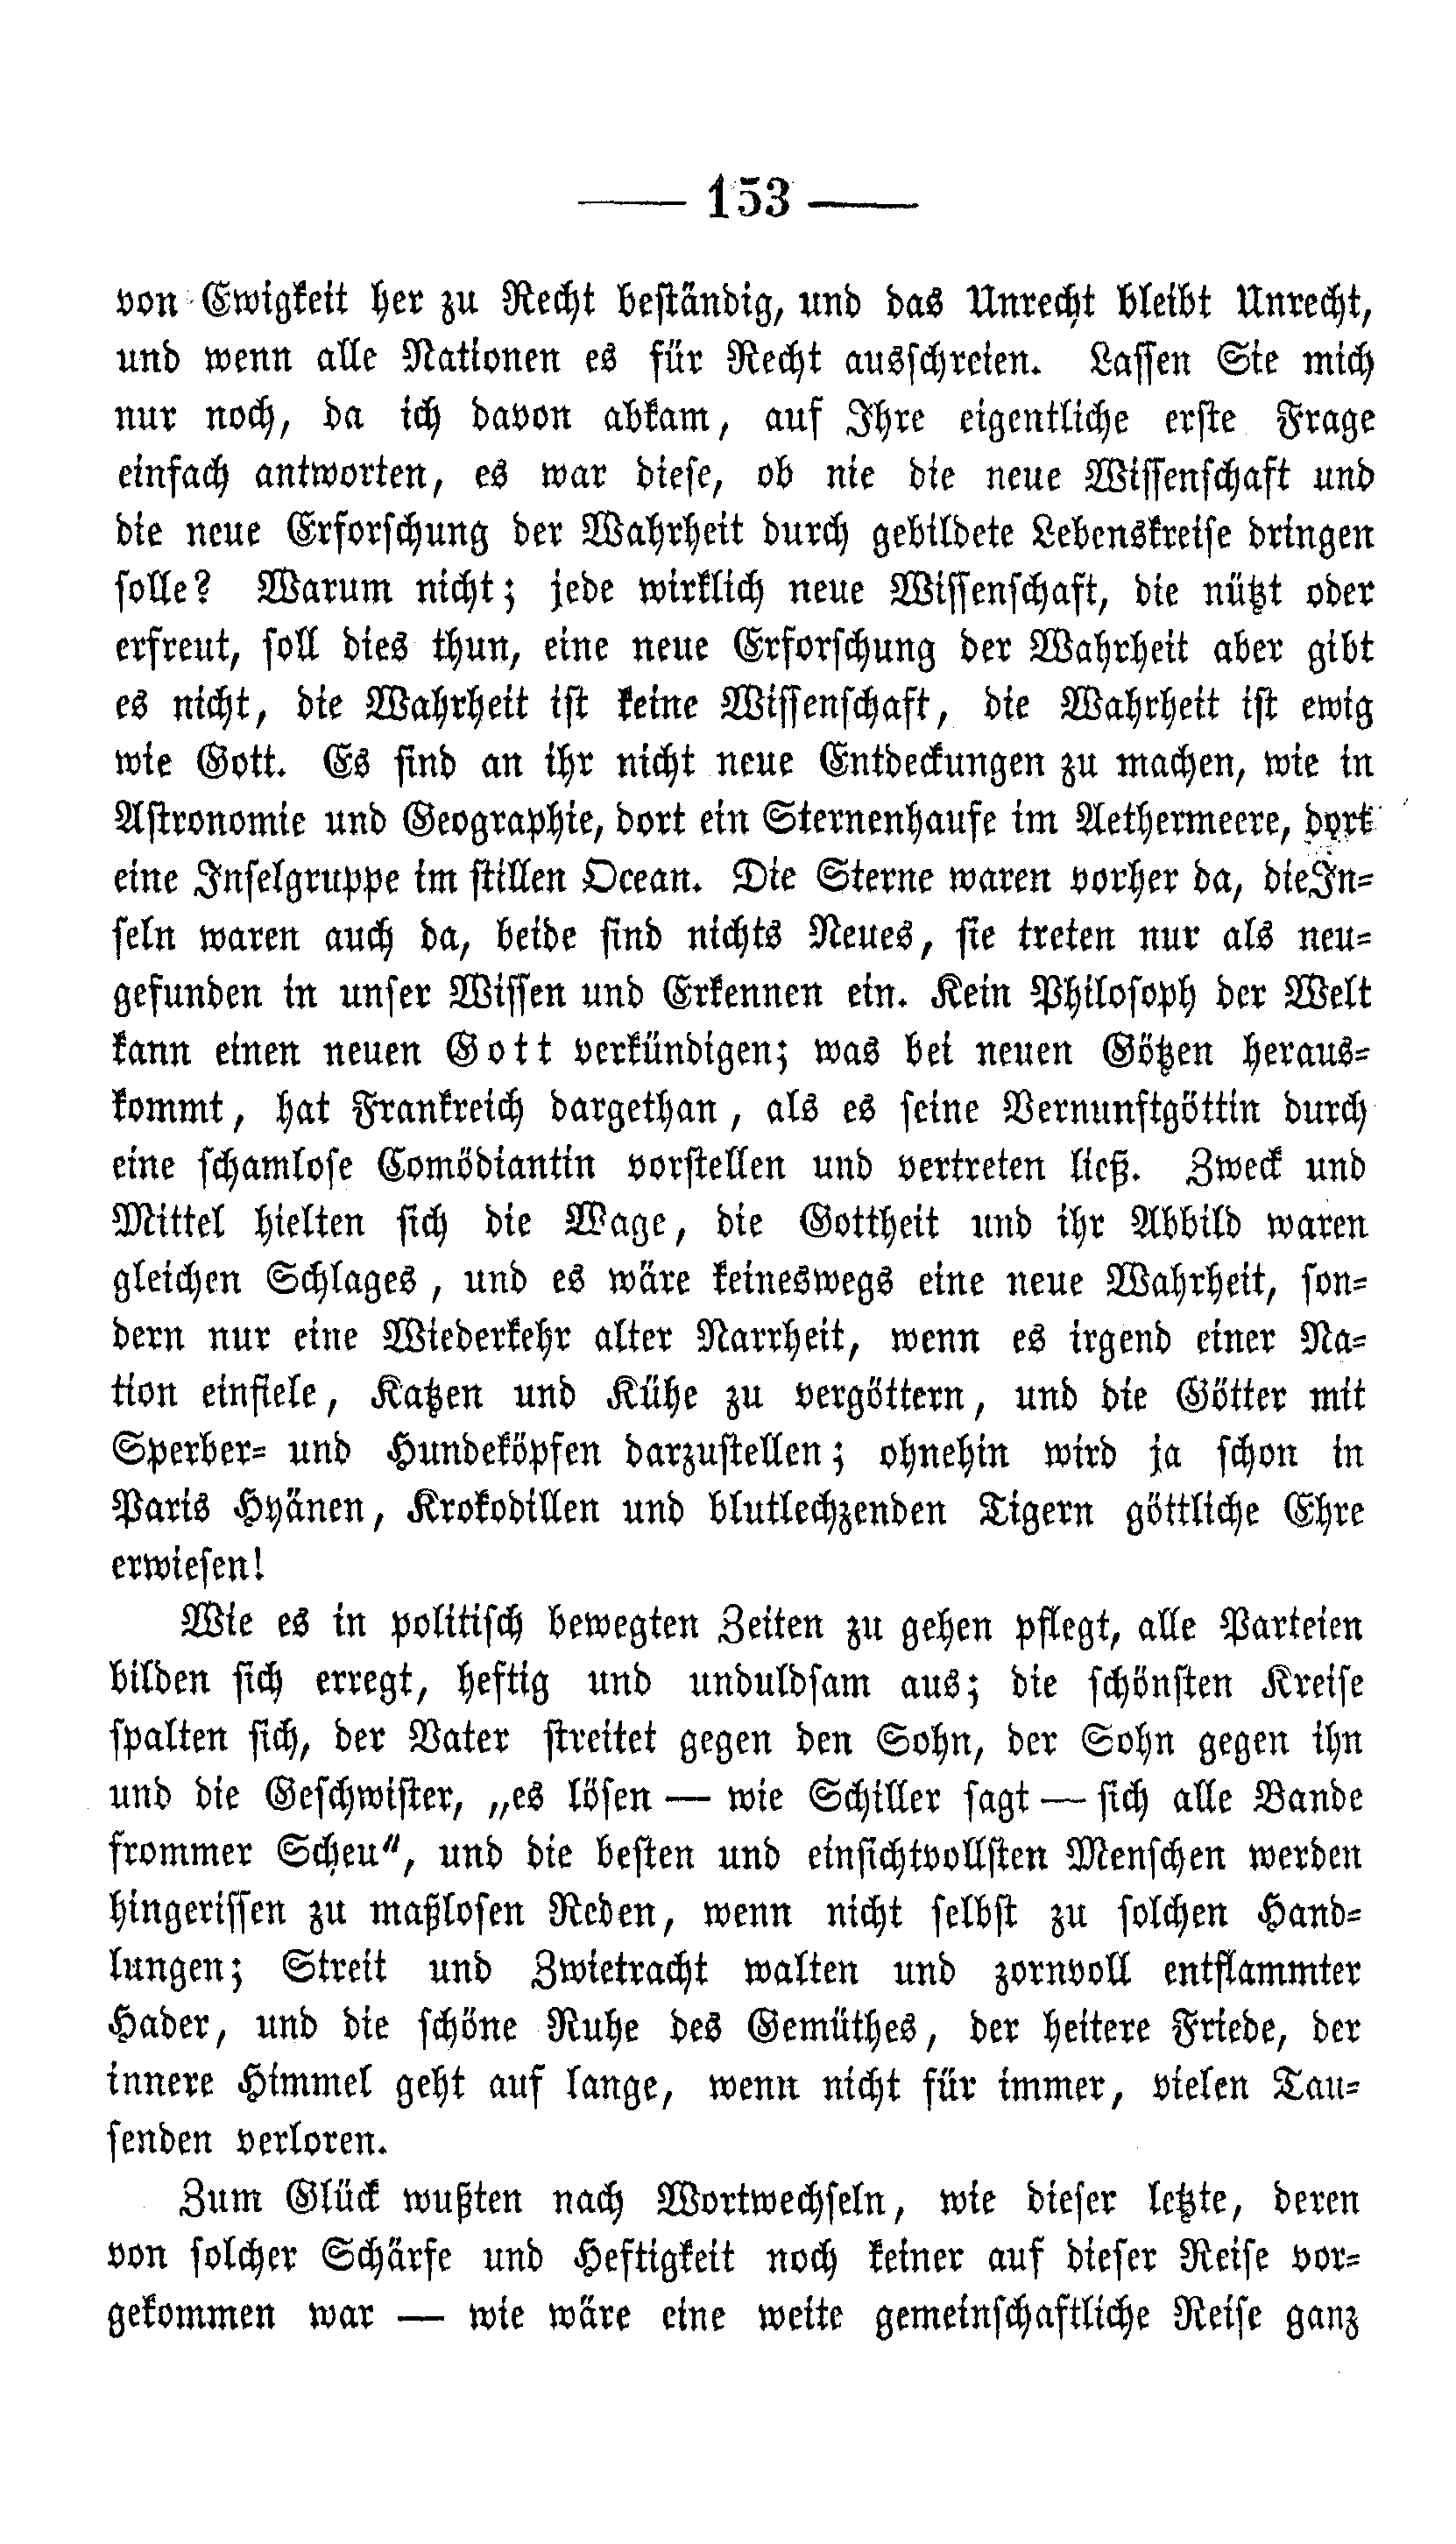 — 153 —
von Ewigkeit her zu Recht beständig, und das Unrecht bleibt Unrecht,
und wenn alle Nationen es für Recht ausschreien. Lassen Sie mich
nur noch, da ich davon abkam, auf Ihre eigentliche erste Frage
einfach antworten, es war diese, ob nie die neue Wissenschaft und
die neue Erforschung der Wahrheit durch gebildete Lebenskreise dringen
solle? Warum nicht; jede wirklich neue Wissenschaft, die nützt oder
erfreut, soll dies thun, eine neue Erforschung der Wahrheit aber gibt
es nicht, die Wahrheit ist keine Wissenschaft, die Wahrheit ist ewig
wie Gott. Es sind an ihr nicht neue Entdeckungen zu machen, wie in
Astronomie und Geographie, dort ein Sternenhaufe im Aethermeere, dort
eine Inselgruppe im stillen Ocean. Die Sterne waren vorher da, die In-
seln waren auch da, beide sind nichts Neues, sie treten nur als neu-
gefunden in unser Wissen und Erkennen ein. Kein Philosoph der Welt
kann einen neuen Gott verkündigen; was bei neuen Götzen heraus-
kommt, hat Frankreich dargethan, als es seine Vernunftgöttin durch
eine schamlose Comödiantin vorstellen und vertreten ließ. Zweck und
Mittel hielten sich die Wage, die Gottheit und ihr Abbild waren
gleichen Schlages, und es wäre keineswegs eine neue Wahrheit, son-
dern nur eine Wiederkehr alter Narrheit, wenn es irgend einer Na-
tion einfiele, Katzen und Kühe zu vergöttern, und die Götter mit
Sperber- und Hundeköpfen darzustellen; ohnehin wird ja schon in
Paris Hyänen, Krokodillen und blutlechzenden Tigern göttliche Ehre
erwiesen!
Wie es in politisch bewegten Zeiten zu gehen pflegt, alle Parteien
bilden sich erregt, heftig und unduldsam aus; die schönsten Kreise
spalten sich, der Vater streitet gegen den Sohn, der Sohn gegen ihn
und die Geschwister, „es lösen — wie Schiller sagt — sich alle Bande
frommer Scheu“, und die besten und einsichtvollsten Menschen werden
hingerissen zu maßlosen Reden, wenn nicht selbst zu solchen Hand-
lungen; Streit und Zwietracht walten und zornvoll entflammter
Hader, und die schöne Ruhe des Gemüthes, der heitere Friede, der
innere Himmel geht auf lange, wenn nicht für immer, vielen Tau-
senden verloren.
Zum Glück wußten nach Wortwechseln, wie dieser letzte, deren
von solcher Schärfe und Heftigkeit noch keiner auf dieser Reise vor-
gekommen war — wie wäre eine weite gemeinschaftliche Reise ganz